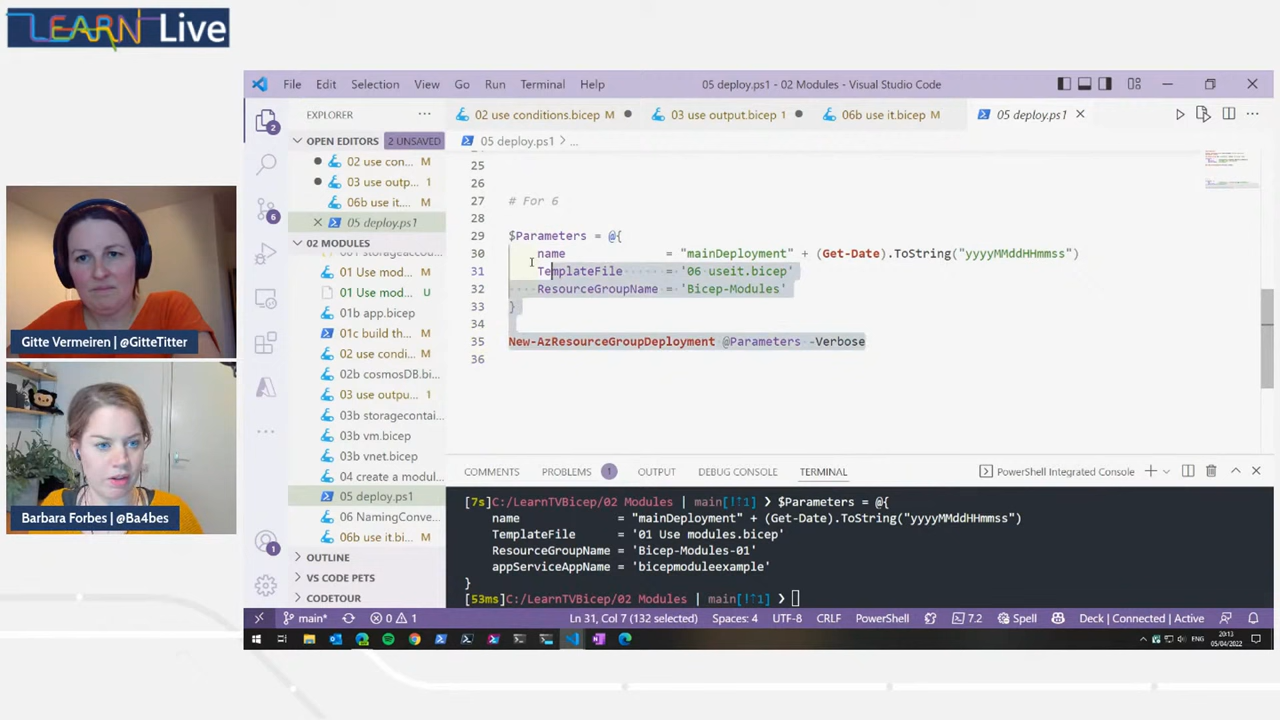 LEARN Live
File Edit Selection View Go Run Terminal Help
05 deploy.ps1 - 02 Modules - Visual Studio Code
EXPLORER
02 use conditions.bicep M
03 use output.bicep 1
06b use it.bicep M
05 deploy.ps1
OPEN EDITORS 2 UNSAVED
02 use con... M
03 use outp... 1
06b use it.... M
05 deploy.ps1
02 MODULES
01 Use mod... M
01 Use mof... U
01b app.bicep
01c build th... M
02 use condi... M
02b cosmosDB.bi...
03 use outpu... 1
03b storagecontai...
03b vm.bicep
03b vnet.bicep
04 create a modul...
05 deploy.ps1
06 NamingConve...
06b use it.bi... M
OUTLINE
VS CODE PETS
CODETOUR
05 deploy.ps1 > ...
25
26
27 # For 6
28
29 $Parameters = @{
30 name = "mainDeployment" + (Get-Date).ToString("yyyyMMddHHmmss")
31 TemplateFile = '06 useit.bicep'
32 ResourceGroupName = 'Bicep-Modules'
33 }
34
35 New-AzResourceGroupDeployment @Parameters -Verbose
36
COMMENTS PROBLEMS 1 OUTPUT DEBUG CONSOLE TERMINAL
PowerShell Integrated Console
[7s]C:/LearnTVBicep/02 Modules | main[!⇡1] ❯ $Parameters = @{
name = "mainDeployment" + (Get-Date).ToString("yyyyMMddHHmmss")
TemplateFile = '01 Use modules.bicep'
ResourceGroupName = 'Bicep-Modules-01'
appServiceAppName = 'bicepmoduleexample'
}
[53ms]C:/LearnTVBicep/02 Modules | main[!⇡1] ❯
main* 0 1 Ln 31, Col 7 (132 selected) Spaces: 4 UTF-8 CRLF PowerShell 7.2 Spell Deck | Connected | Active
ENG 20:13
05/04/2022
Gitte Vermeiren | @GitteTitter
Barbara Forbes | @Ba4bes